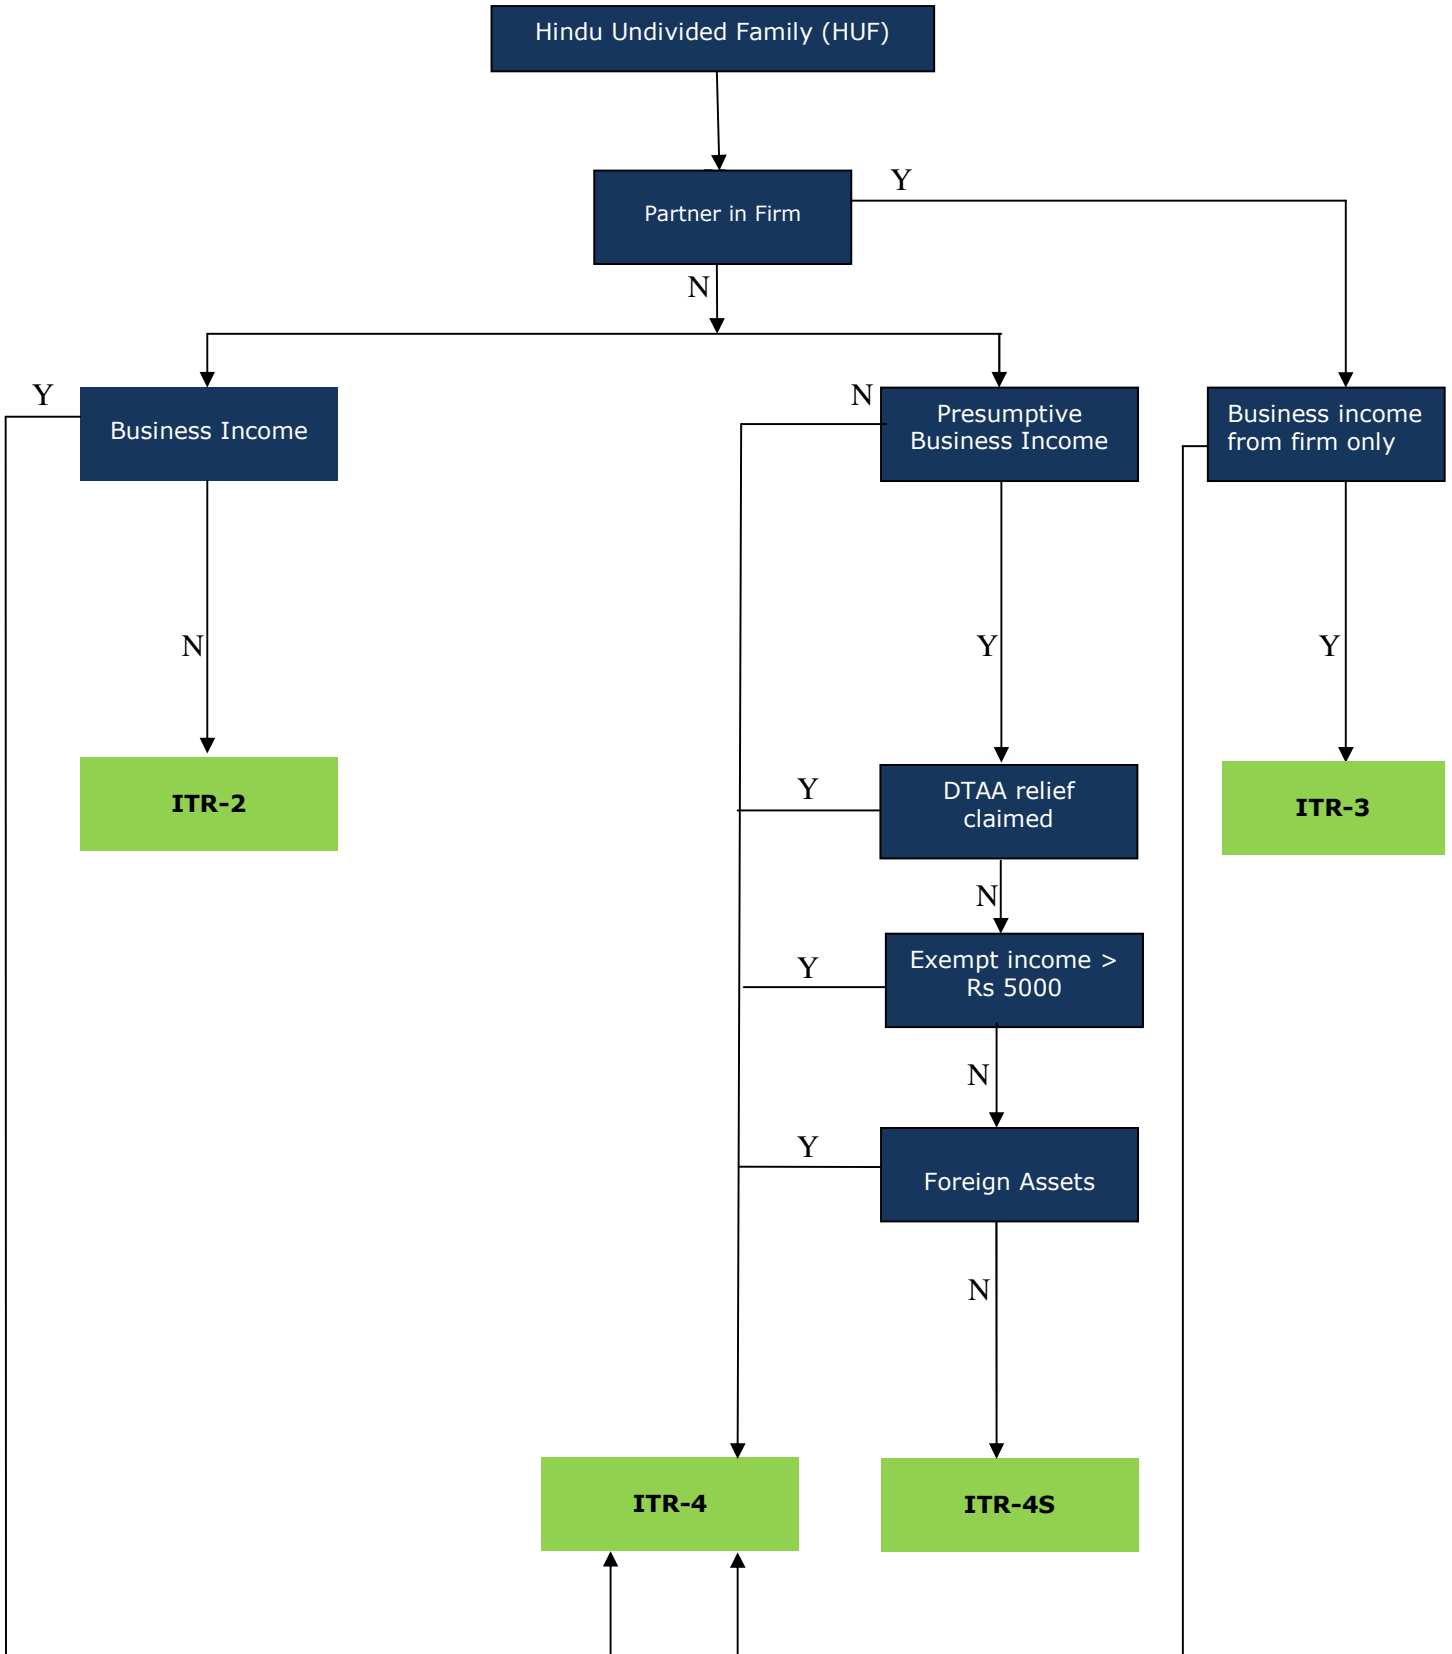 Hindu Undivided Family (HUF)
Y
Partner in Firm
N
Y
Business Income
N
Presumptive
Business Income
Business income
from firm only
N
Y
Y
ITR-2
Y
DTAA relief
claimed
ITR-3
N
Y
Exempt income >
Rs 5000
N
Y
Foreign Assets
N
ITR-4
ITR-4S